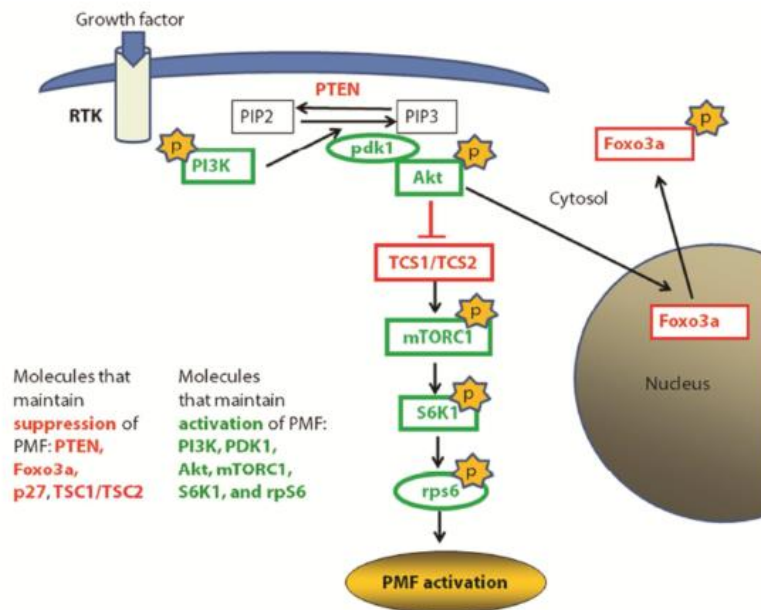 Growth factor
RTK
PTEN
PIP2
PIP3
p
PI3K
pdk1
p
Akt
p
Foxo3a
Cytosol
TCS1/TCS2
Foxo3a
p
mTORC1
Nucleus
p
S6K1
p
rps6
PMF activation
Molecules that
maintain
suppression of
PMF: PTEN,
Foxo3a,
p27, TSC1/TSC2
Molecules
that maintain
activation of PMF:
PI3K, PDK1,
Akt, mTORC1,
S6K1, and rpS6